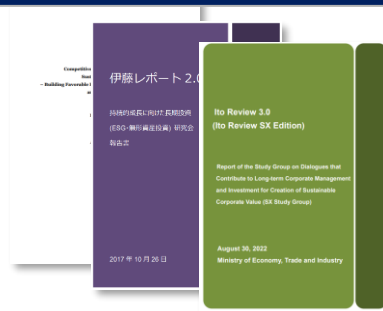 Competitive
– Building Favorable
伊藤レポート 2.0
持続的成長に向けた長期投資
(ESG・無形資産投資) 研究会
報告書
2017 年 10 月 26 日
Ito Review 3.0
(Ito Review SX Edition)
Report of the Study Group on Dialogues that
Contribute to Long-term Corporate Management
and Investment for Creation of Sustainable
Corporate Value (SX Study Group)
August 30, 2022
Ministry of Economy, Trade and Industry